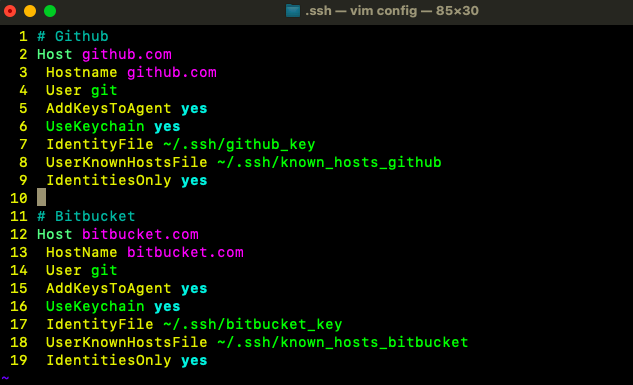 .ssh — vim config — 85×30
1 # Github
2 Host github.com
3 Hostname github.com
4 User git
5 AddKeysToAgent yes
6 UseKeychain yes
7 IdentityFile ~/.ssh/github_key
8 UserKnownHostsFile ~/.ssh/known_hosts_github
9 IdentitiesOnly yes
10
11 # Bitbucket
12 Host bitbucket.com
13 HostName bitbucket.com
14 User git
15 AddKeysToAgent yes
16 UseKeychain yes
17 IdentityFile ~/.ssh/bitbucket_key
18 UserKnownHostsFile ~/.ssh/known_hosts_bitbucket
19 IdentitiesOnly yes
~